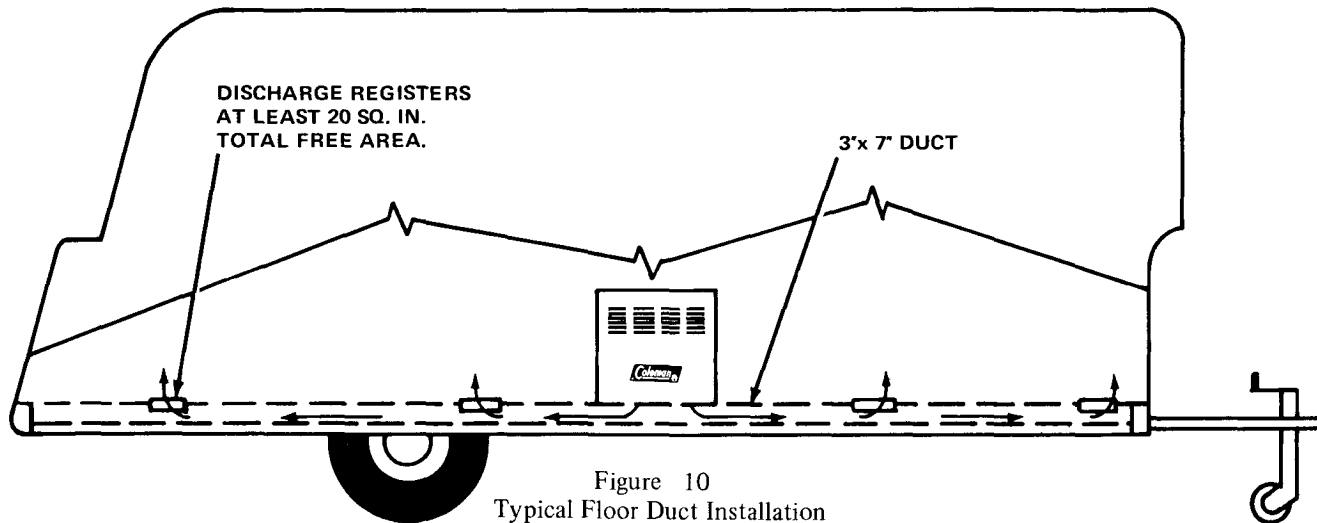 DISCHARGE REGISTERS
AT LEAST 20 SQ. IN.
TOTAL FREE AREA.
3"x 7" DUCT
Coleman
Figure 10
Typical Floor Duct Installation